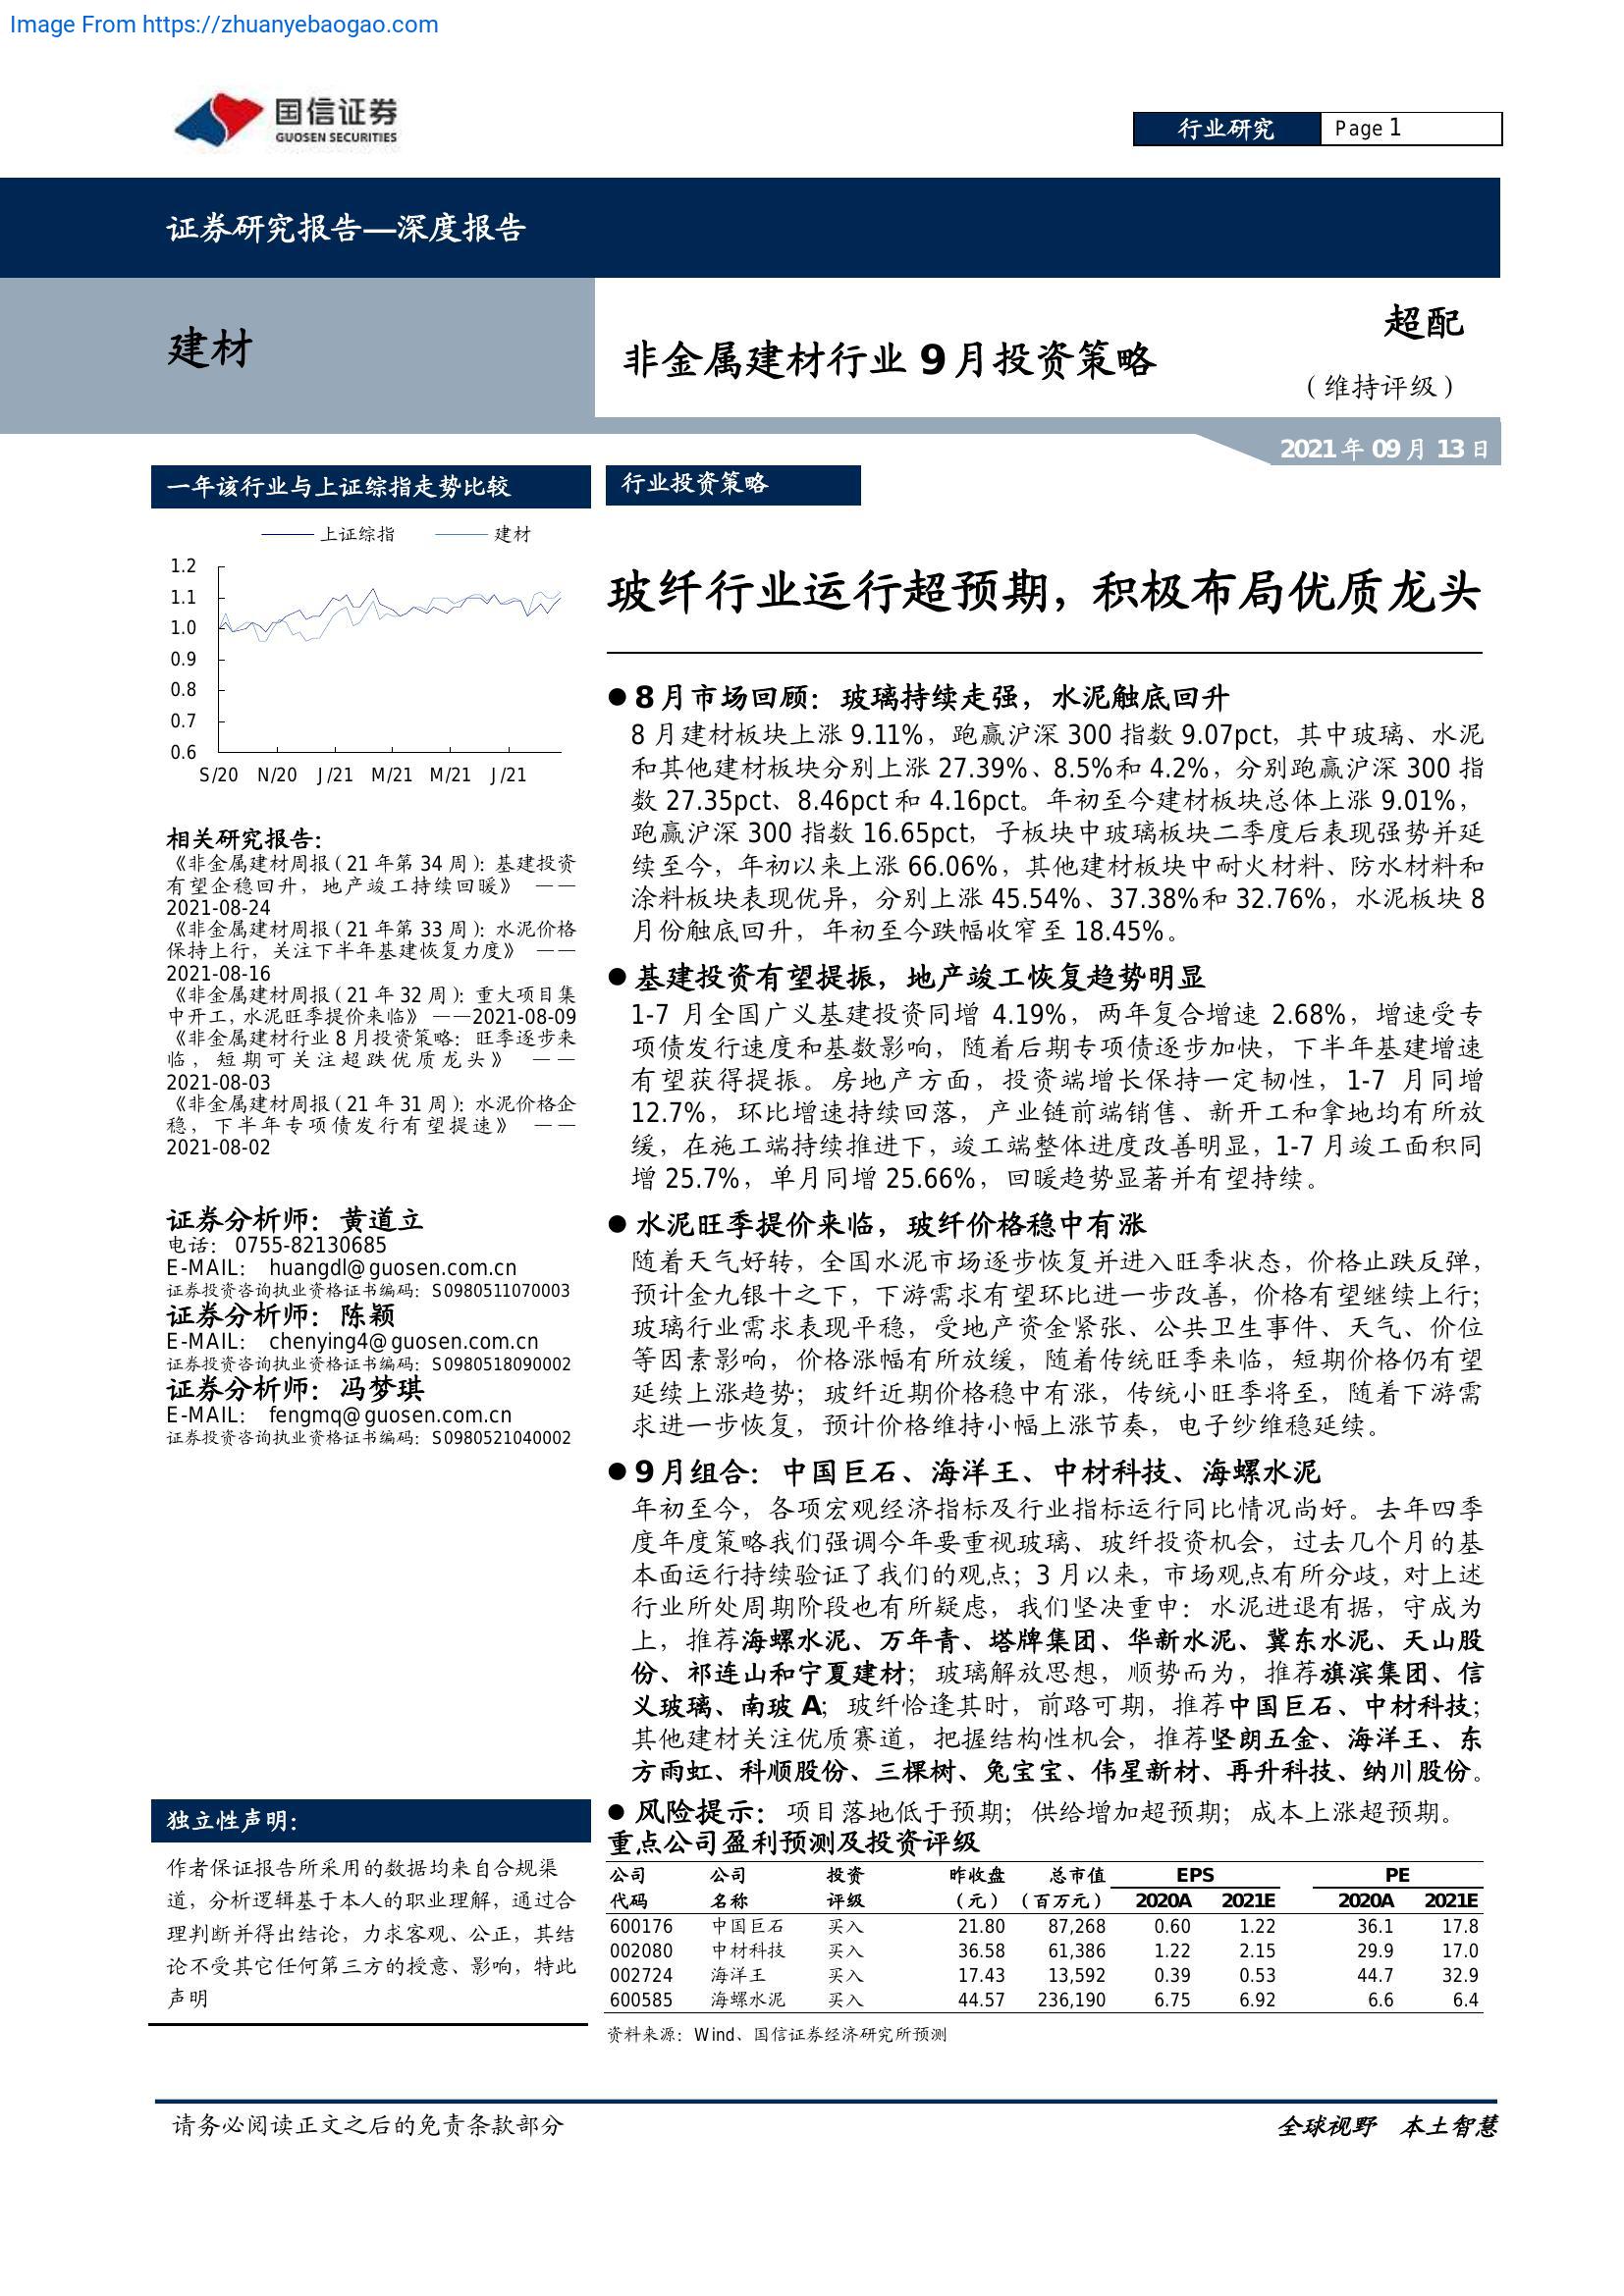 Image From https://zhuanyebaogao.com
国信证券
GUOSEN SECURITIES
行业研究
Page 1
证券研究报告—深度报告
建材
非金属建材行业 9 月投资策略
超配
（维持评级）
2021 年 09 月 13 日
一年该行业与上证综指走势比较
上证综指 建材
1.2
1.1
1.0
0.9
0.8
0.7
0.6
S/20 N/20 J/21 M/21 M/21 J/21
相关研究报告：
《非金属建材周报（21 年第 34 周）：基建投资
有望企稳回升，地产竣工持续回暖》 ——
2021-08-24
《非金属建材周报（21 年第 33 周）：水泥价格
保持上行，关注下半年基建恢复力度》 ——
2021-08-16
《非金属建材周报（21 年 32 周）：重大项目集
中开工，水泥旺季提价来临》 ——2021-08-09
《非金属建材行业 8 月投资策略：旺季逐步来
临，短期可关注超跌优质龙头》 ——
2021-08-03
《非金属建材周报（21 年 31 周）：水泥价格企
稳，下半年专项债发行有望提速》 ——
2021-08-02
证券分析师：黄道立
电话： 0755-82130685
E-MAIL： huangdl@guosen.com.cn
证券投资咨询执业资格证书编码：S0980511070003
证券分析师：陈颖
E-MAIL： chenying4@guosen.com.cn
证券投资咨询执业资格证书编码：S0980518090002
证券分析师：冯梦琪
E-MAIL： fengmq@guosen.com.cn
证券投资咨询执业资格证书编码：S0980521040002
独立性声明：
作者保证报告所采用的数据均来自合规渠
道，分析逻辑基于本人的职业理解，通过合
理判断并得出结论，力求客观、公正，其结
论不受其它任何第三方的授意、影响，特此
声明
行业投资策略
玻纤行业运行超预期，积极布局优质龙头
● 8 月市场回顾：玻璃持续走强，水泥触底回升
8 月建材板块上涨 9.11%，跑赢沪深 300 指数 9.07pct，其中玻璃、水泥
和其他建材板块分别上涨 27.39%、8.5%和 4.2%，分别跑赢沪深 300 指
数 27.35pct、8.46pct 和 4.16pct。年初至今建材板块总体上涨 9.01%，
跑赢沪深 300 指数 16.65pct，子板块中玻璃板块二季度后表现强势并延
续至今，年初以来上涨 66.06%，其他建材板块中耐火材料、防水材料和
涂料板块表现优异，分别上涨 45.54%、37.38%和 32.76%，水泥板块 8
月份触底回升，年初至今跌幅收窄至 18.45%。
● 基建投资有望提振，地产竣工恢复趋势明显
1-7 月全国广义基建投资同增 4.19%，两年复合增速 2.68%，增速受专
项债发行速度和基数影响，随着后期专项债逐步加快，下半年基建增速
有望获得提振。房地产方面，投资端增长保持一定韧性，1-7 月同增
12.7%，环比增速持续回落，产业链前端销售、新开工和拿地均有所放
缓，在施工端持续推进下，竣工端整体进度改善明显，1-7 月竣工面积同
增 25.7%，单月同增 25.66%，回暖趋势显著并有望持续。
● 水泥旺季提价来临，玻纤价格稳中有涨
随着天气好转，全国水泥市场逐步恢复并进入旺季状态，价格止跌反弹，
预计金九银十之下，下游需求有望环比进一步改善，价格有望继续上行；
玻璃行业需求表现平稳，受地产资金紧张、公共卫生事件、天气、价位
等因素影响，价格涨幅有所放缓，随着传统旺季来临，短期价格仍有望
延续上涨趋势；玻纤近期价格稳中有涨，传统小旺季将至，随着下游需
求进一步恢复，预计价格维持小幅上涨节奏，电子纱维稳延续。
● 9 月组合：中国巨石、海洋王、中材科技、海螺水泥
年初至今，各项宏观经济指标及行业指标运行同比情况尚好。去年四季
度年度策略我们强调今年要重视玻璃、玻纤投资机会，过去几个月的基
本面运行持续验证了我们的观点；3 月以来，市场观点有所分歧，对上述
行业所处周期阶段也有所疑虑，我们坚决重申：水泥进退有据，守成为
上，推荐海螺水泥、万年青、塔牌集团、华新水泥、冀东水泥、天山股
份、祁连山和宁夏建材；玻璃解放思想，顺势而为，推荐旗滨集团、信
义玻璃、南玻 A；玻纤恰逢其时，前路可期，推荐中国巨石、中材科技；
其他建材关注优质赛道，把握结构性机会，推荐坚朗五金、海洋王、东
方雨虹、科顺股份、三棵树、兔宝宝、伟星新材、再升科技、纳川股份。
● 风险提示：项目落地低于预期；供给增加超预期；成本上涨超预期。
重点公司盈利预测及投资评级
公司 公司 投资 昨收盘 总市值 EPS PE
代码 名称 评级 （元） （百万元） 2020A 2021E 2020A 2021E
600176 中国巨石 买入 21.80 87,268 0.60 1.22 36.1 17.8
002080 中材科技 买入 36.58 61,386 1.22 2.15 29.9 17.0
002724 海洋王 买入 17.43 13,592 0.39 0.53 44.7 32.9
600585 海螺水泥 买入 44.57 236,190 6.75 6.92 6.6 6.4
资料来源：Wind、国信证券经济研究所预测
请务必阅读正文之后的免责条款部分
全球视野 本土智慧